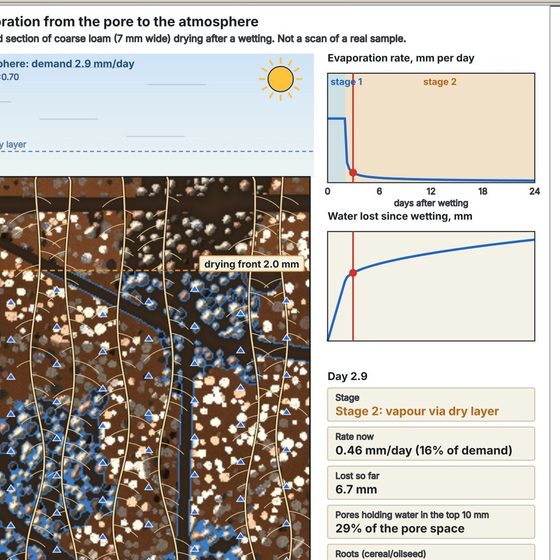 ration from the pore to the atmosphere
section of coarse loam (7 mm wide) drying after a wetting. Not a scan of a real sample.
phere: demand 2.9 mm/day
0.70
y layer
drying front 2.0 mm
Evaporation rate, mm per day
stage 1
stage 2
0 6 12 18 24
days after wetting
Water lost since wetting, mm
Day 2.9
Stage
Stage 2: vapour via dry layer
Rate now
0.46 mm/day (16% of demand)
Lost so far
6.7 mm
Pores holding water in the top 10 mm
29% of the pore space
Roots (cereal/oilseed)